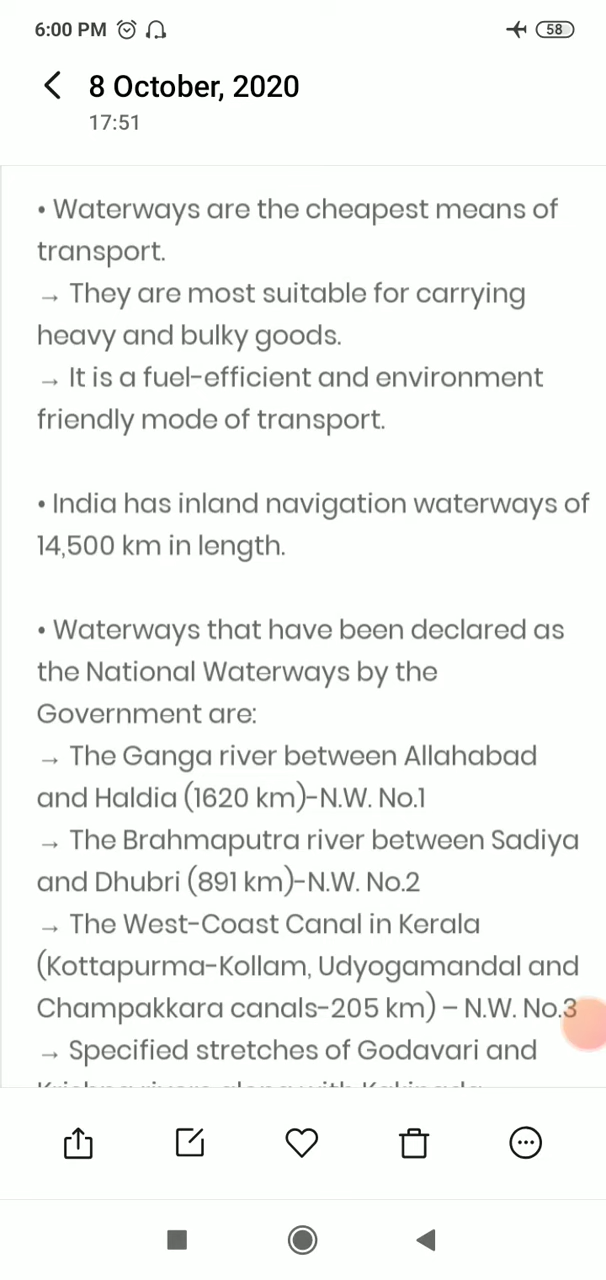 6:00 PM
58
8 October, 2020
17:51
• Waterways are the cheapest means of
transport.
→ They are most suitable for carrying
heavy and bulky goods.
→ It is a fuel-efficient and environment
friendly mode of transport.
• India has inland navigation waterways of
14,500 km in length.
• Waterways that have been declared as
the National Waterways by the
Government are:
→ The Ganga river between Allahabad
and Haldia (1620 km)-N.W. No.1
→ The Brahmaputra river between Sadiya
and Dhubri (891 km)-N.W. No.2
→ The West-Coast Canal in Kerala
(Kottapurma-Kollam, Udyogamandal and
Champakkara canals-205 km) – N.W. No.3
→ Specified stretches of Godavari and